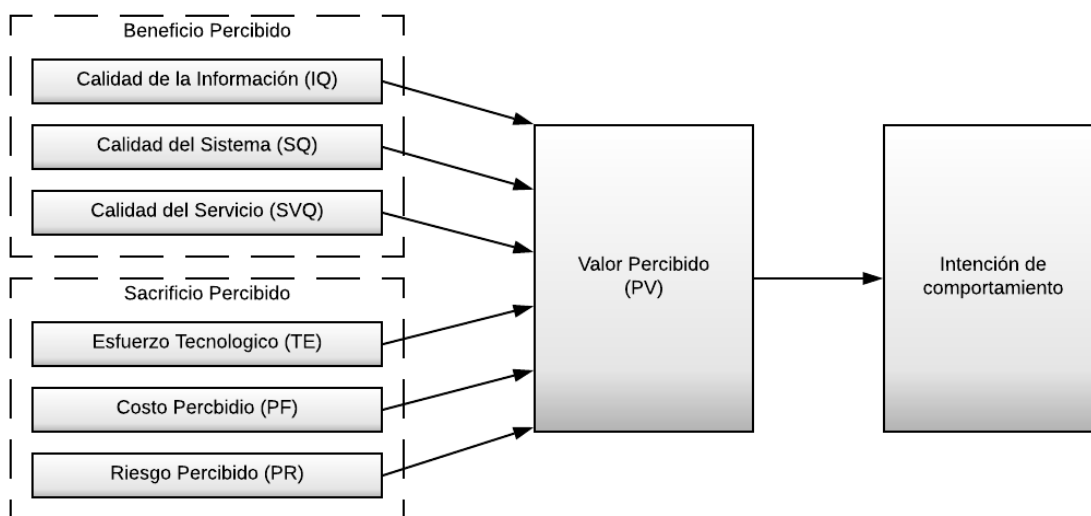 Beneficio Percibido
Calidad de la Información (IQ)
Calidad del Sistema (SQ)
Calidad del Servicio (SVQ)
Sacrificio Percibido
Esfuerzo Tecnologico (TE)
Costo Percbidio (PF)
Riesgo Percibido (PR)
Valor Percibido
(PV)
Intención de
comportamiento